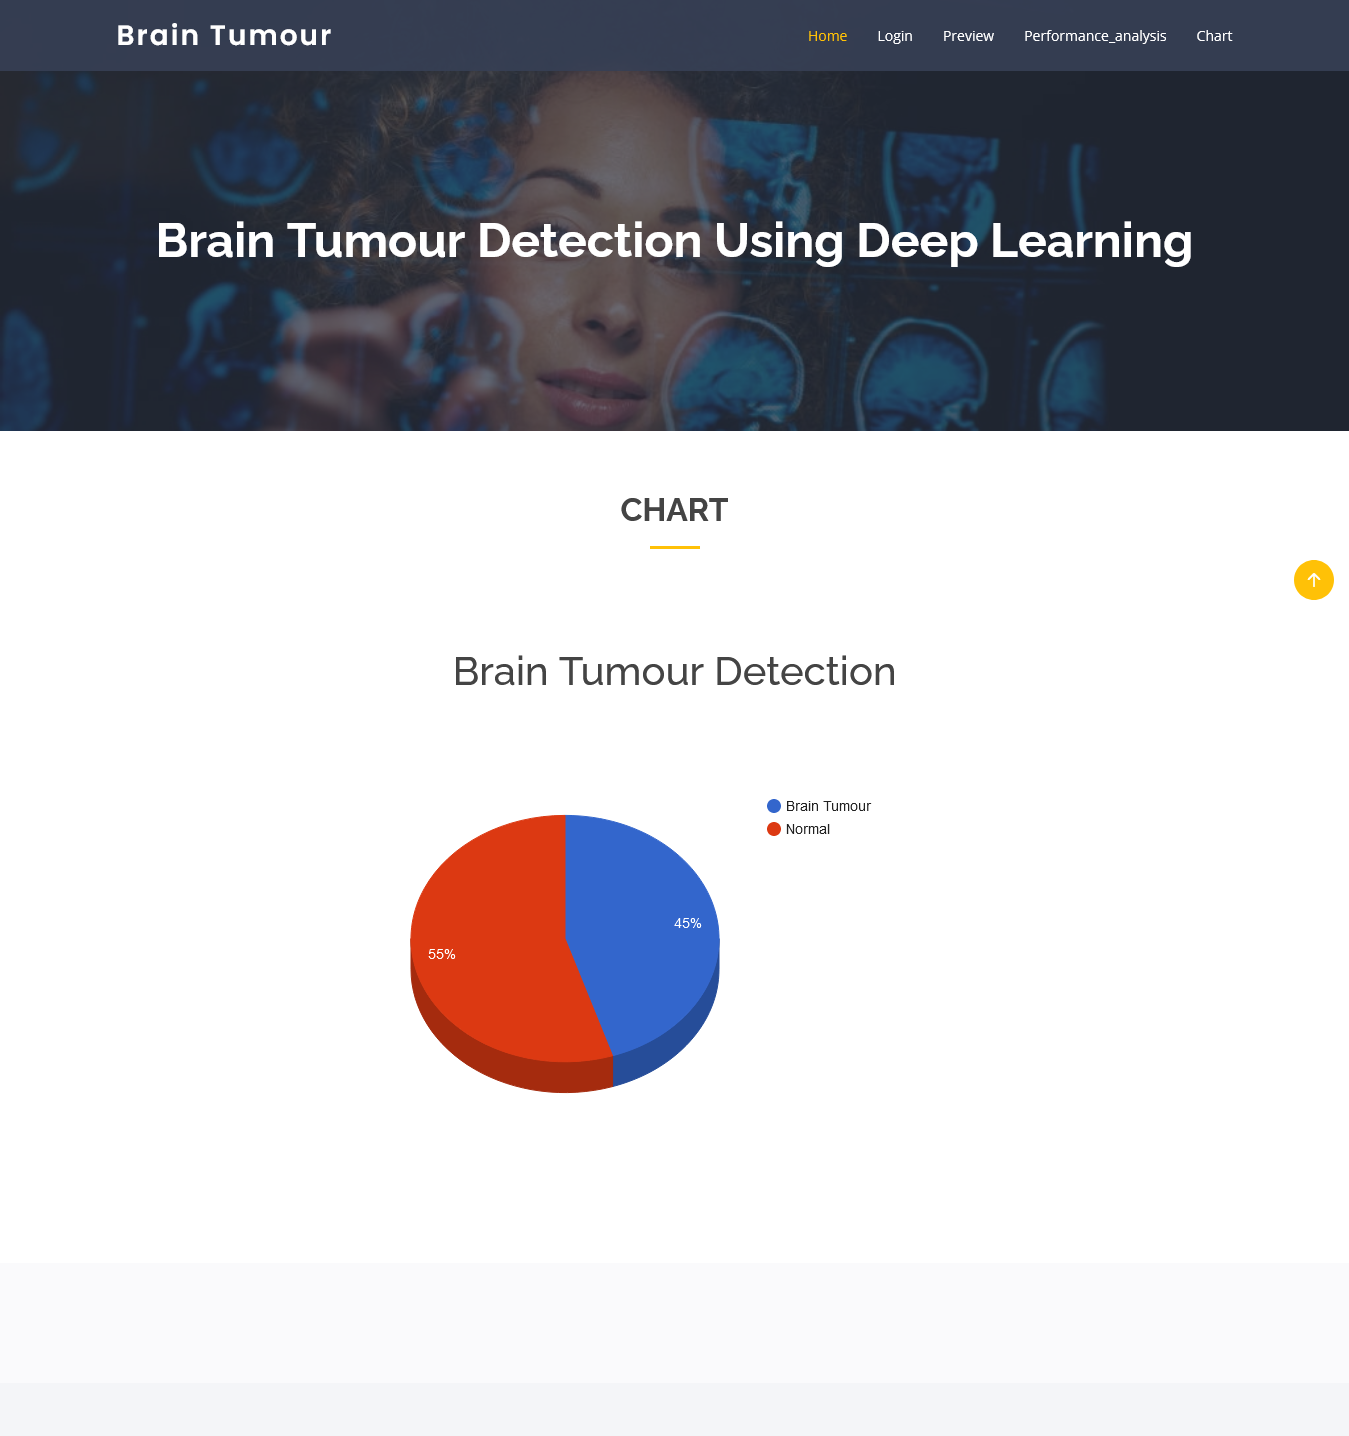 Brain Tumour
Home Login Preview Performance_analysis Chart
Brain Tumour Detection Using Deep Learning
CHART
Brain Tumour Detection
Brain Tumour
Normal
45%
55%